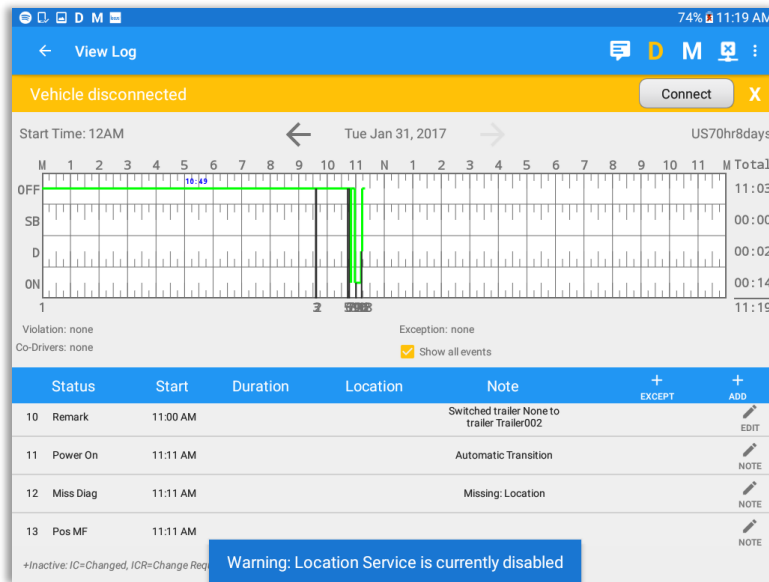 D M 74% 11:19 AM
View Log D M
Vehicle disconnected Connect X
Start Time: 12AM Tue Jan 31, 2017 US70hr8days
M 1 2 3 4 5 6 7 8 9 10 11 N 1 2 3 4 5 6 7 8 9 10 11 M Total
10:49
OFF 11:03
SB 00:00
D 00:02
ON 00:14
1 11:19
Violation: none Exception: none
Co-Drivers: none Show all events
Status Start Duration Location Note + EXCEPT + ADD
10 Remark 11:00 AM Switched trailer None to
trailer Trailer002 EDIT
11 Power On 11:11 AM Automatic Transition NOTE
12 Miss Diag 11:11 AM Missing: Location NOTE
13 Pos MF 11:11 AM NOTE
+Inactive: IC=Changed, ICR=Change
Warning: Location Service is currently disabled